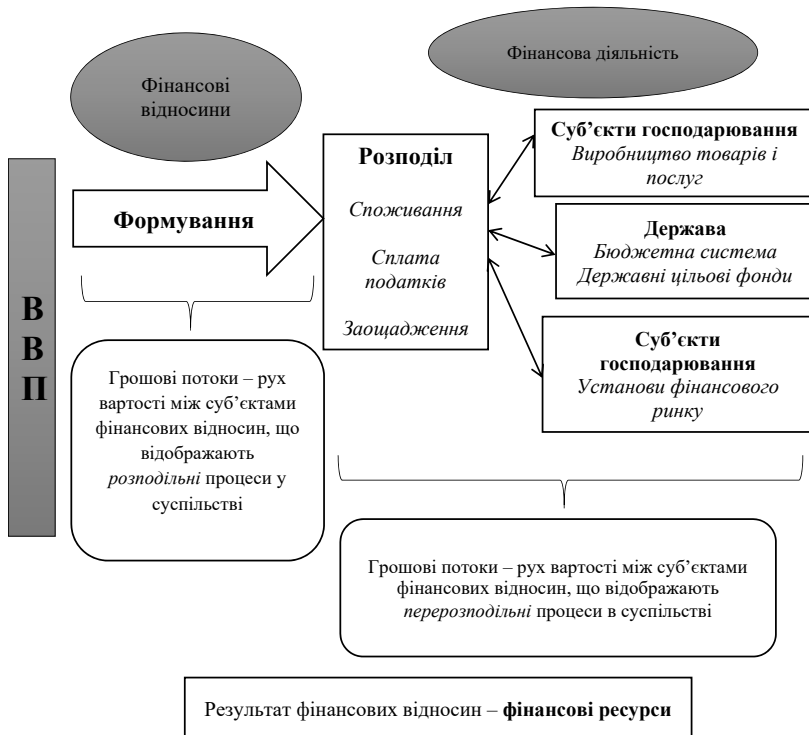 Фінансові
відносини
Фінансова діяльність
В
В
П
Формування
Розподіл
Споживання
Сплата
податків
Заощадження
Суб’єкти господарювання
Виробництво товарів і
послуг
Держава
Бюджетна система
Державні цільові фонди
Суб’єкти
господарювання
Установи фінансового
ринку
Грошові потоки – рух
вартості між суб’єктами
фінансових відносин, що
відображають
розподільні процеси у
суспільстві
Грошові потоки – рух вартості між суб’єктами
фінансових відносин, що відображають
перерозподільні процеси в суспільстві
Результат фінансових відносин – фінансові ресурси